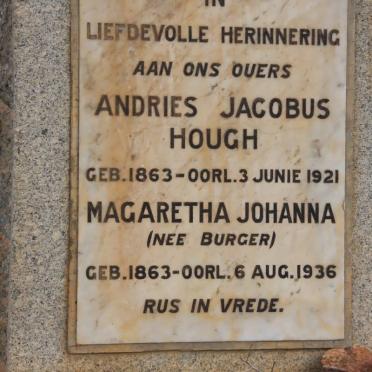 IN
LIEFDEVOLLE HERINNERING
AAN ONS OUERS
ANDRIES JACOBUS
HOUGH
GEB. 1863-OORL. 3 JUNIE 1921
MAGARETHA JOHANNA
(NEE BURGER)
GEB. 1863-OORL. 6 AUG. 1936
RUS IN VREDE.